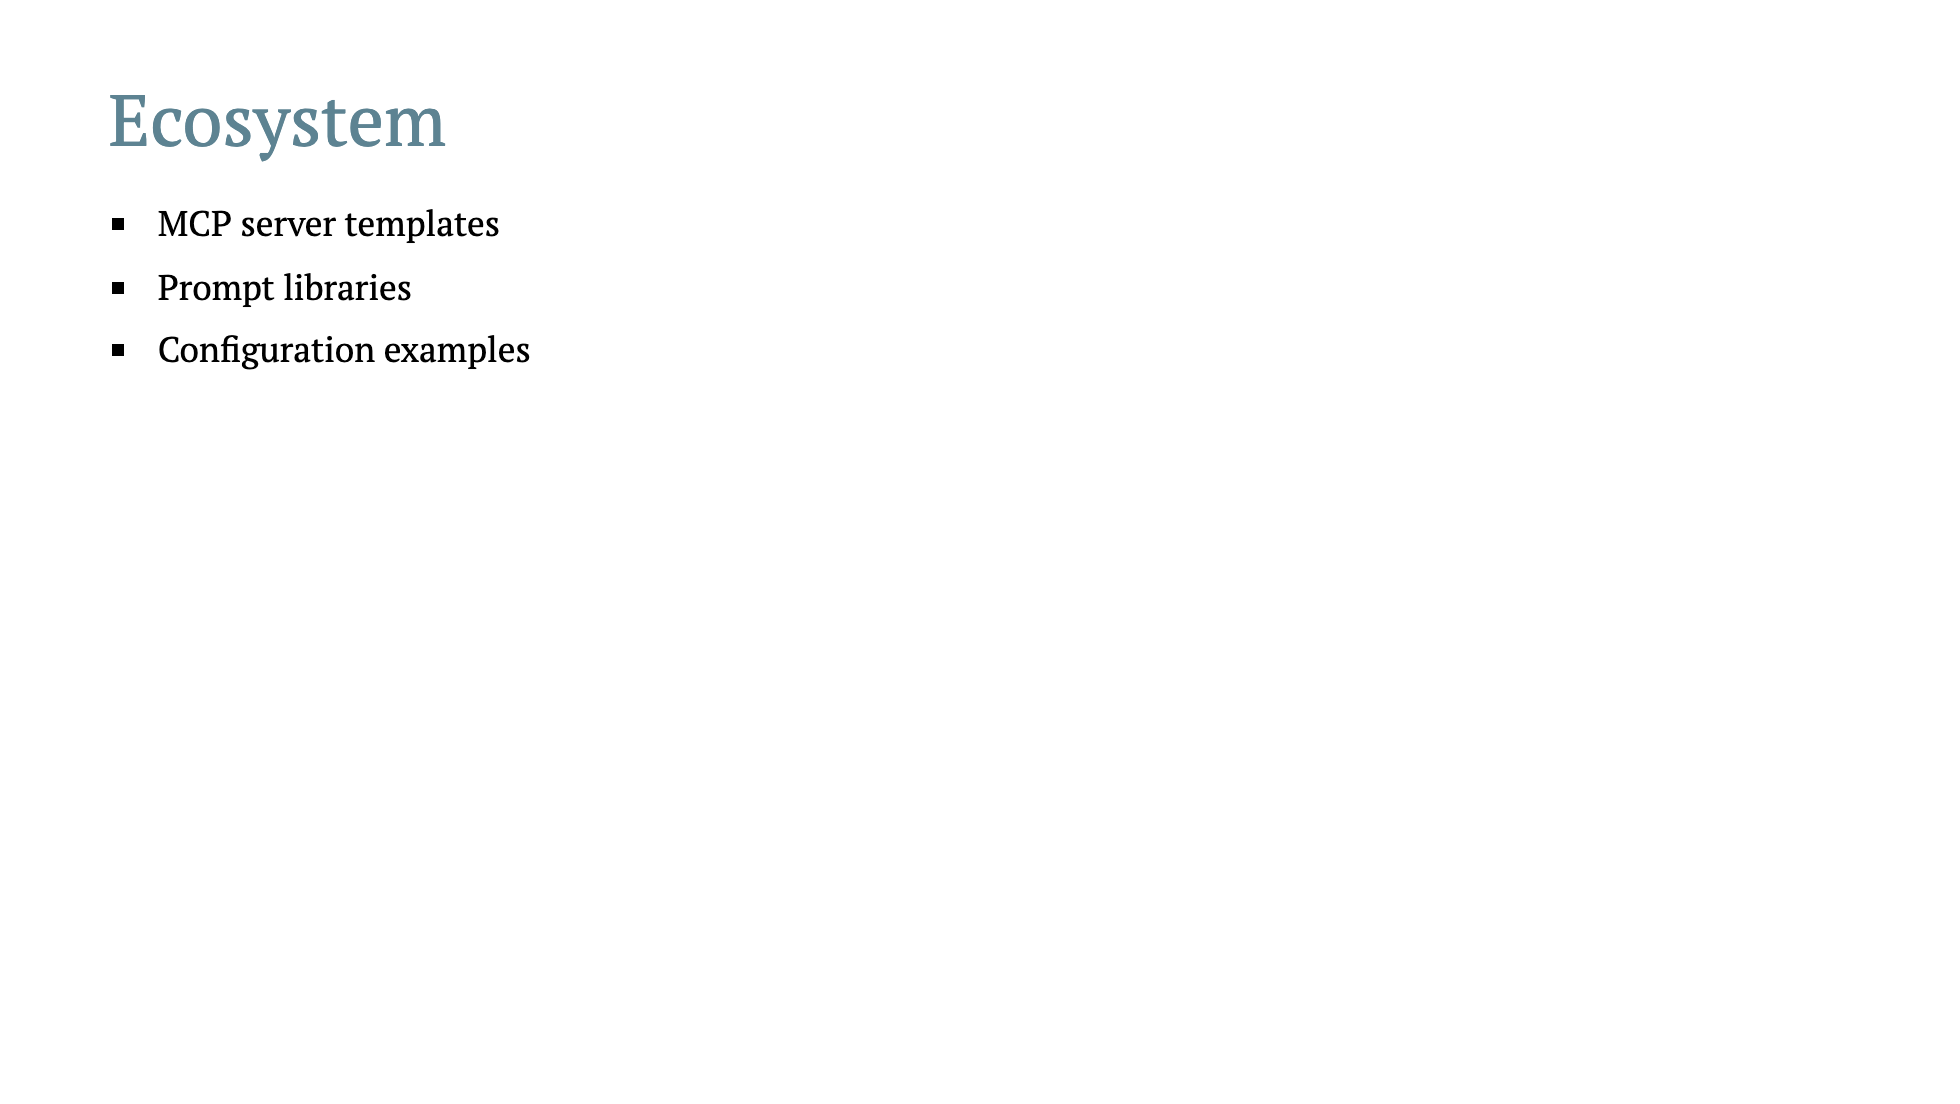 Ecosystem
▪ MCP server templates
▪ Prompt libraries
▪ Configuration examples